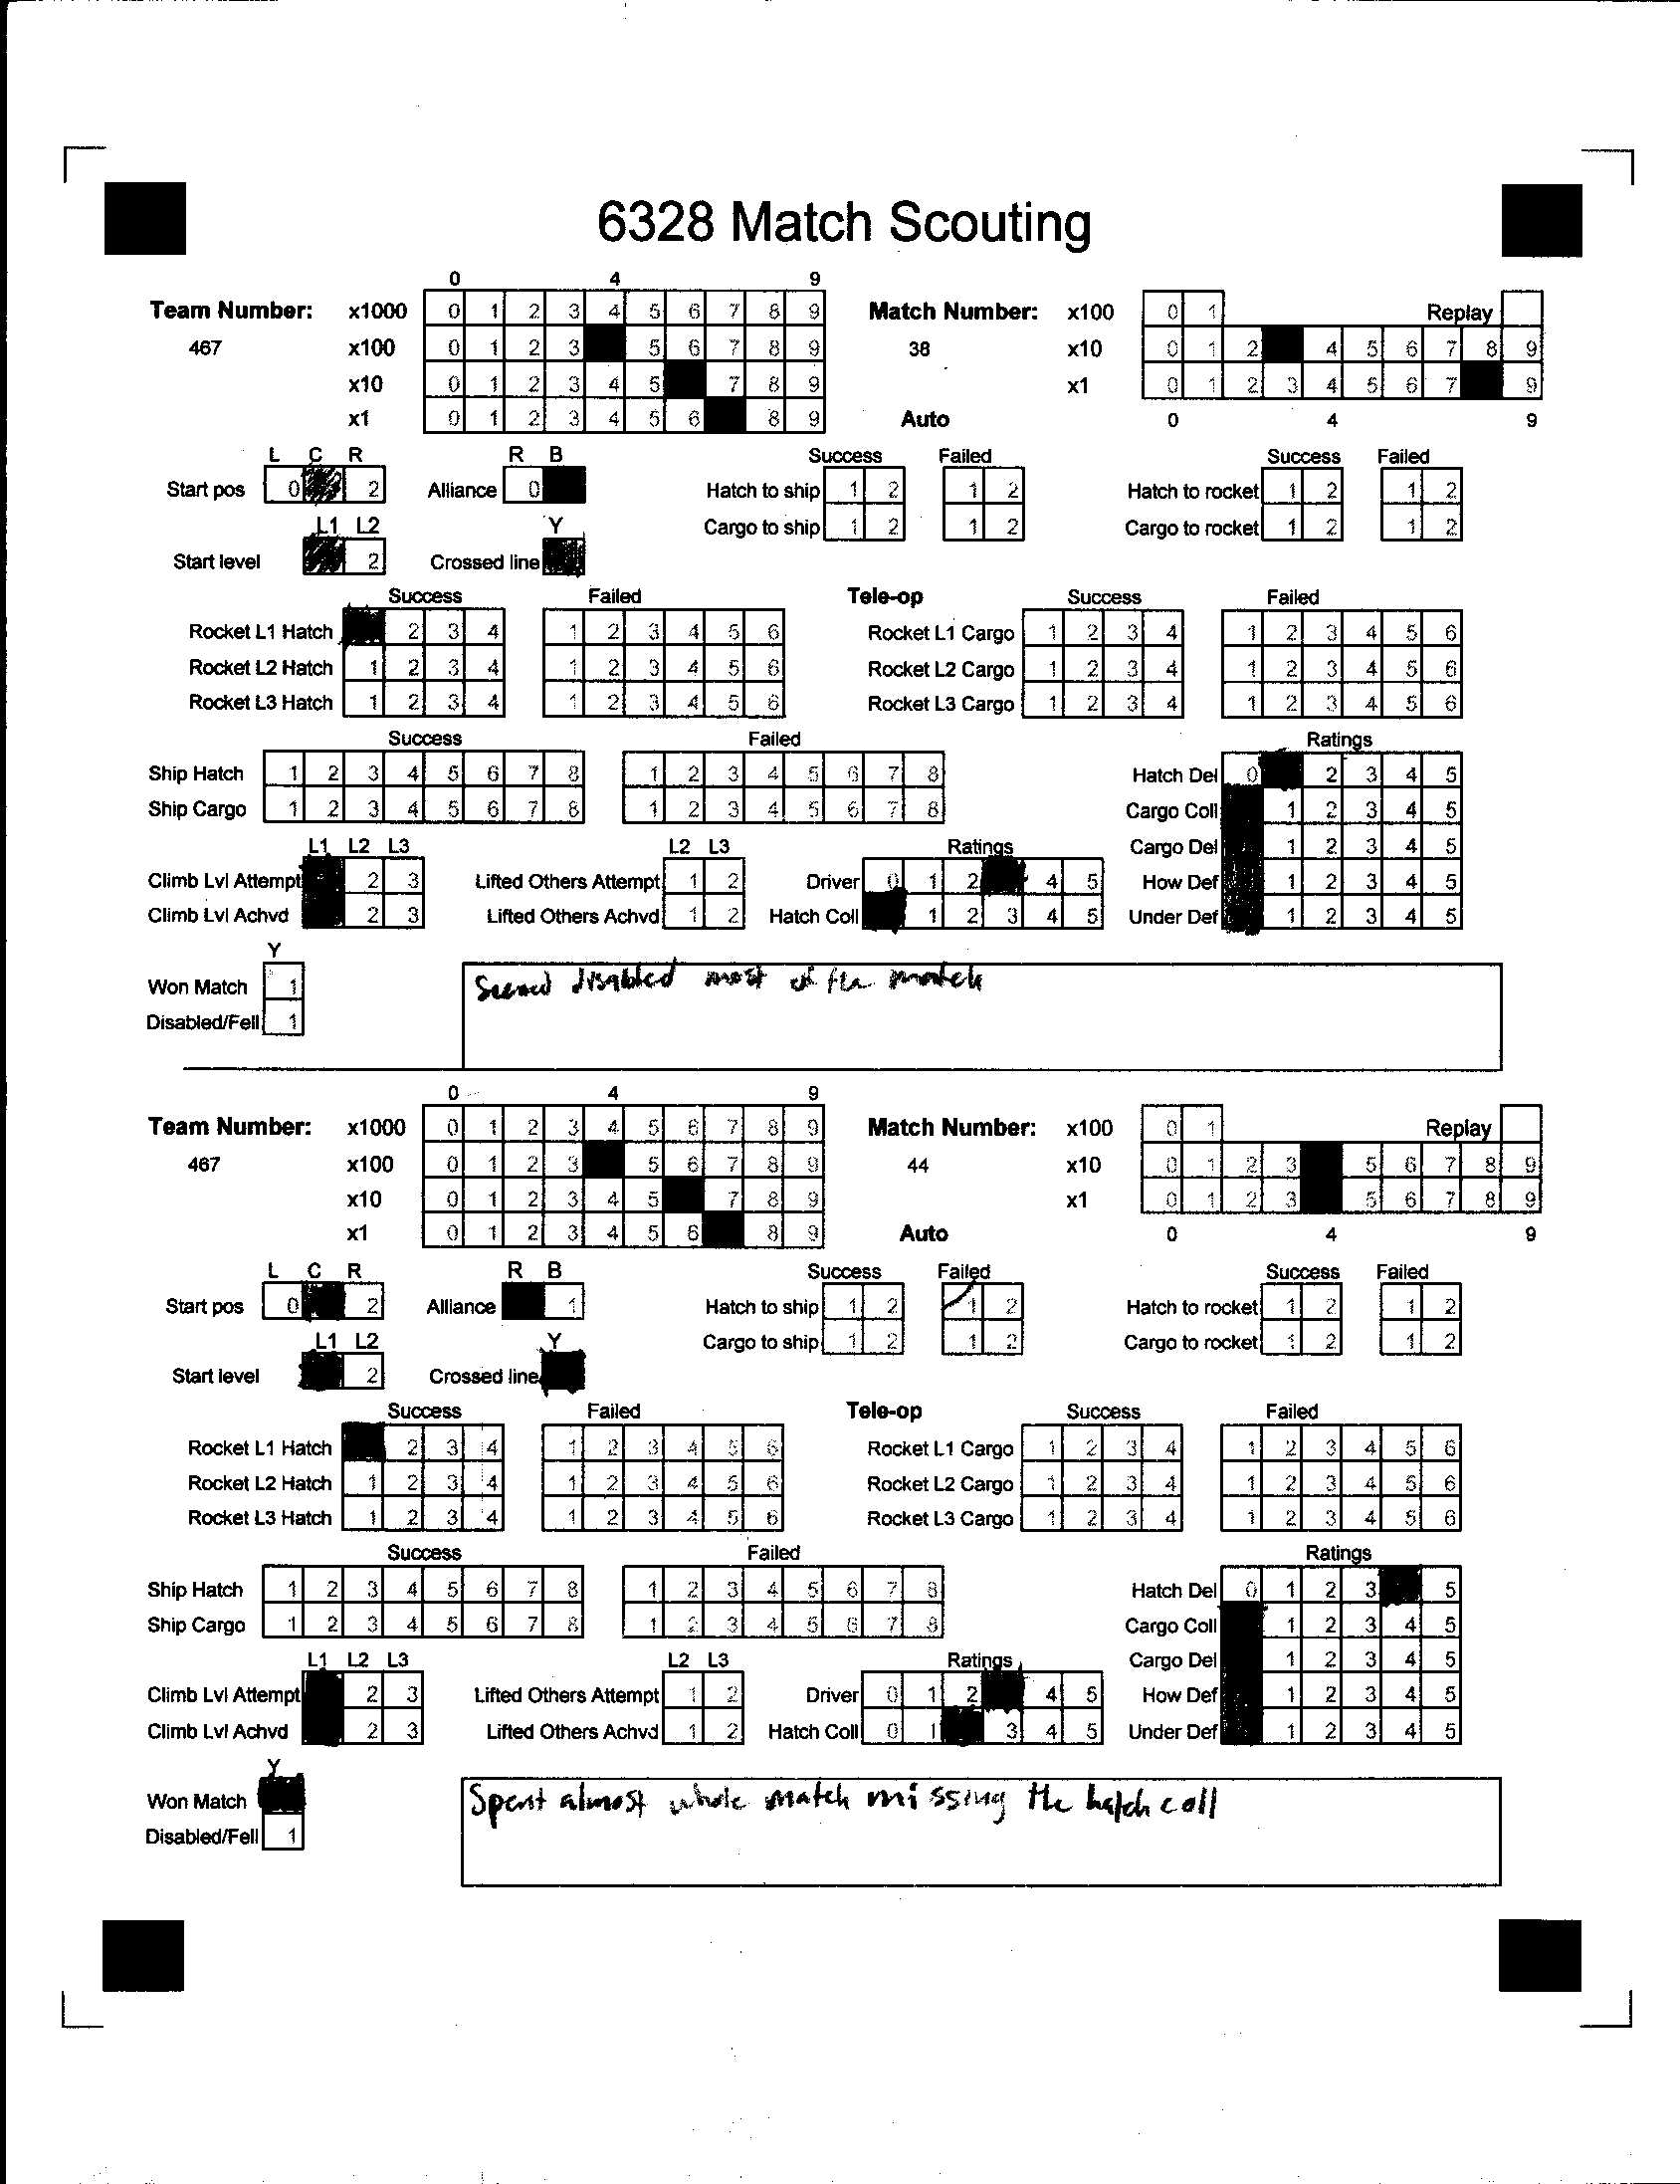 6328 Match Scouting
0 4 9
Team Number: x1000 0 1 2 3 4 5 6 7 8 9 Match Number: x100 0 1 Replay
467 x100 0 1 2 3 5 6 7 8 9 38 x10 0 1 2 4 5 6 7 8 9
x10 0 1 2 3 4 5 7 8 9 x1 0 1 2 3 4 5 6 7 9
x1 0 1 2 3 4 5 6 8 9 Auto 0 4 9
L C R R B Success Failed Success Failed
Start pos 0 2 Alliance 0 Hatch to ship 1 2 1 2 Hatch to rocket 1 2 1 2
L1 L2 Y Cargo to ship 1 2 1 2 Cargo to rocket 1 2 1 2
Start level 2 Crossed line
Success Failed Tele-op Success Failed
Rocket L1 Hatch 2 3 4 1 2 3 4 5 6 Rocket L1 Cargo 1 2 3 4 1 2 3 4 5 6
Rocket L2 Hatch 1 2 3 4 1 2 3 4 5 6 Rocket L2 Cargo 1 2 3 4 1 2 3 4 5 6
Rocket L3 Hatch 1 2 3 4 1 2 3 4 5 6 Rocket L3 Cargo 1 2 3 4 1 2 3 4 5 6
Success Failed Ratings
Ship Hatch 1 2 3 4 5 6 7 8 1 2 3 4 5 6 7 8 Hatch Del 0 2 3 4 5
Ship Cargo 1 2 3 4 5 6 7 8 1 2 3 4 5 6 7 8 Cargo Coll 1 2 3 4 5
L1 L2 L3 L2 L3 Ratings Cargo Del 1 2 3 4 5
Climb Lvl Attempt 2 3 Lifted Others Attempt 1 2 Driver 0 1 2 4 5 How Def 1 2 3 4 5
Climb Lvl Achvd 2 3 Lifted Others Achvd 1 2 Hatch Coll 1 2 3 4 5 Under Def 1 2 3 4 5
Y
Won Match 1 disabled most of the match
Disabled/Fell 1
0 4 9
Team Number: x1000 0 1 2 3 4 5 6 7 8 9 Match Number: x100 0 1 Replay
467 x100 0 1 2 3 5 6 7 8 9 44 x10 0 1 2 3 5 6 7 8 9
x10 0 1 2 3 4 5 7 8 9 x1 0 1 2 3 5 6 7 8 9
x1 0 1 2 3 4 5 6 8 9 Auto 0 4 9
L C R R B Success Failed Success Failed
Start pos 0 2 Alliance 1 Hatch to ship 1 2 1 2 Hatch to rocket 1 2 1 2
L1 L2 Y Cargo to ship 1 2 1 2 Cargo to rocket 1 2 1 2
Start level 2 Crossed line
Success Failed Tele-op Success Failed
Rocket L1 Hatch 2 3 4 1 2 3 4 5 6 Rocket L1 Cargo 1 2 3 4 1 2 3 4 5 6
Rocket L2 Hatch 1 2 3 4 1 2 3 4 5 6 Rocket L2 Cargo 1 2 3 4 1 2 3 4 5 6
Rocket L3 Hatch 1 2 3 4 1 2 3 4 5 6 Rocket L3 Cargo 1 2 3 4 1 2 3 4 5 6
Success Failed Ratings
Ship Hatch 1 2 3 4 5 6 7 8 1 2 3 4 5 6 7 8 Hatch Del 0 1 2 3 5
Ship Cargo 1 2 3 4 5 6 7 8 1 2 3 4 5 6 7 8 Cargo Coll 1 2 3 4 5
L1 L2 L3 L2 L3 Ratings Cargo Del 1 2 3 4 5
Climb Lvl Attempt 2 3 Lifted Others Attempt 1 2 Driver 0 1 2 4 5 How Def 1 2 3 4 5
Climb Lvl Achvd 2 3 Lifted Others Achvd 1 2 Hatch Coll 0 1 3 4 5 Under Def 1 2 3 4 5
Y
Won Match Spent almost whole match missing the hatch coll
Disabled/Fell 1